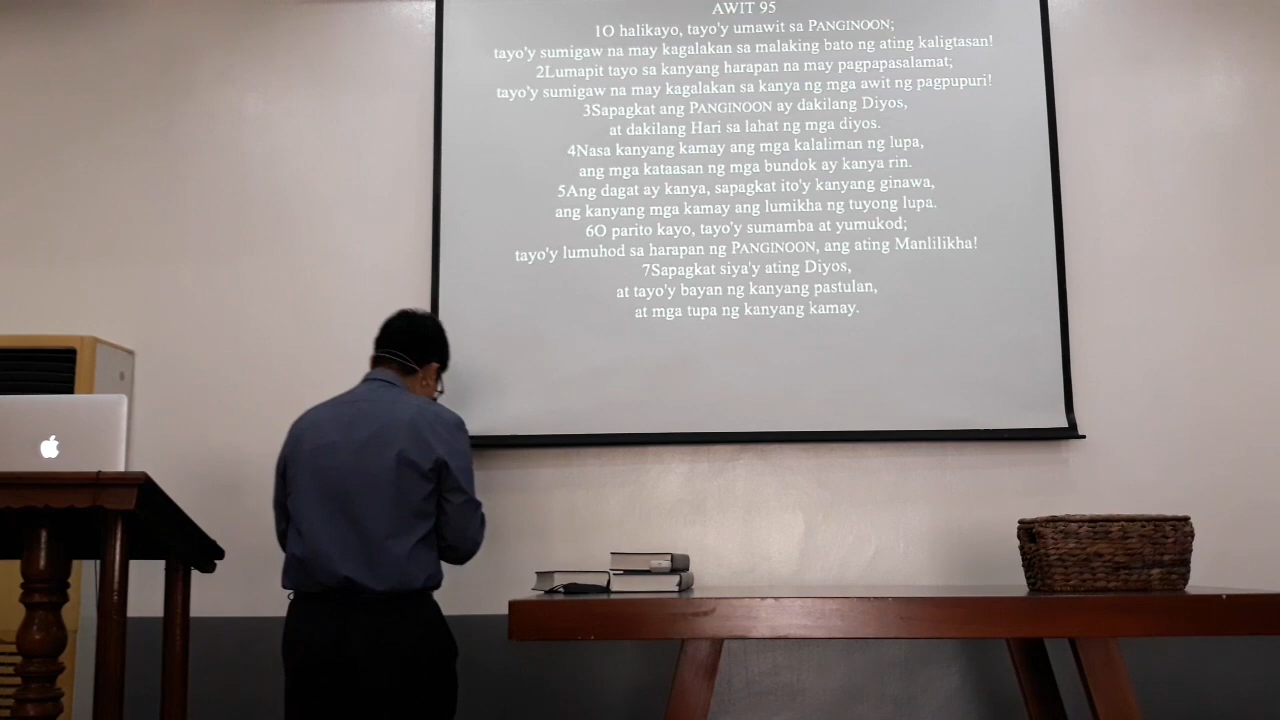 AWIT 95
1O halikayo, tayo'y umawit sa PANGINOON;
tayo'y sumigaw na may kagalakan sa malaking bato ng ating kaligtasan!
2Lumapit tayo sa kanyang harapan na may pagpapasalamat;
tayo'y sumigaw na may kagalakan sa kanya ng mga awit ng pagpupuri!
3Sapagkat ang PANGINOON ay dakilang Diyos,
at dakilang Hari sa lahat ng mga diyos.
4Nasa kanyang kamay ang mga kalaliman ng lupa,
ang mga kataasan ng mga bundok ay kanya rin.
5Ang dagat ay kanya, sapagkat ito'y kanyang ginawa,
ang kanyang mga kamay ang lumikha ng tuyong lupa.
6O parito kayo, tayo'y sumamba at yumukod;
tayo'y lumuhod sa harapan ng PANGINOON, ang ating Manlilikha!
7Sapagkat siya'y ating Diyos,
at tayo'y bayan ng kanyang pastulan,
at mga tupa ng kanyang kamay.